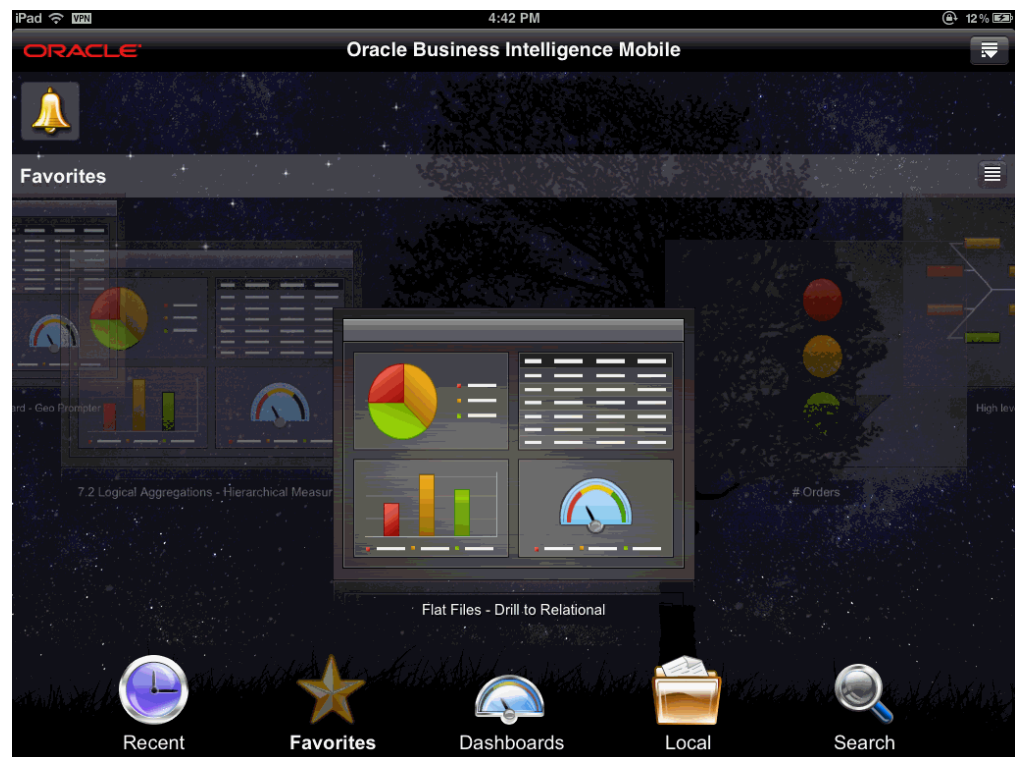 iPad VPN 4:42 PM 12%
ORACLE Oracle Business Intelligence Mobile
Favorites
ard - Geo Prompter
High lev
7.2 Logical Aggregations - Hierarchical Measur
# Orders
Flat Files - Drill to Relational
Recent Favorites Dashboards Local Search